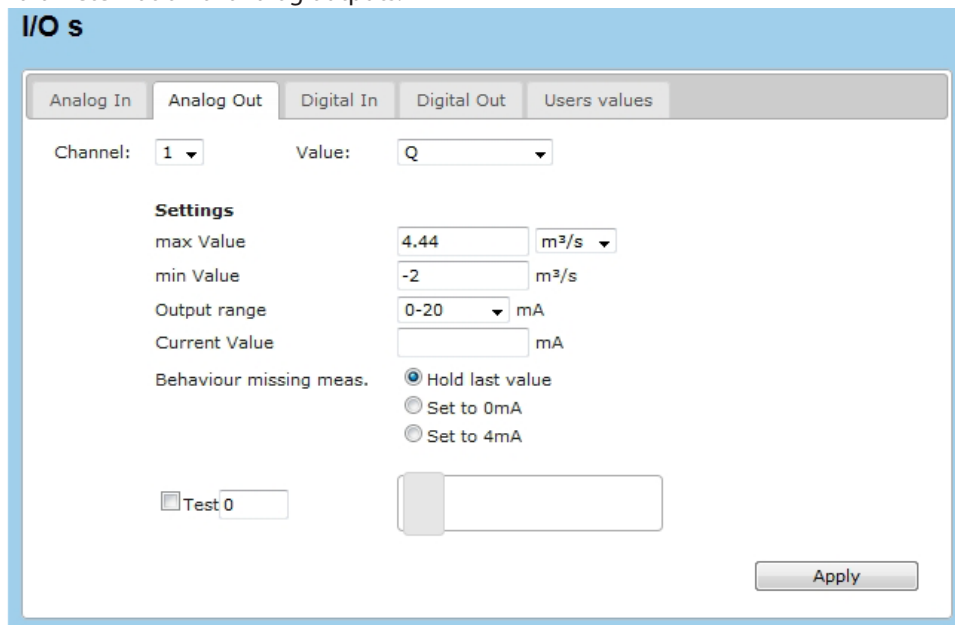 I/O s
Analog In Analog Out Digital In Digital Out Users values
Channel: 1 Value: Q
Settings
max Value 4.44 m³/s
min Value -2 m³/s
Output range 0-20 mA
Current Value mA
Behaviour missing meas. Hold last value
Set to 0mA
Set to 4mA
Test 0
Apply